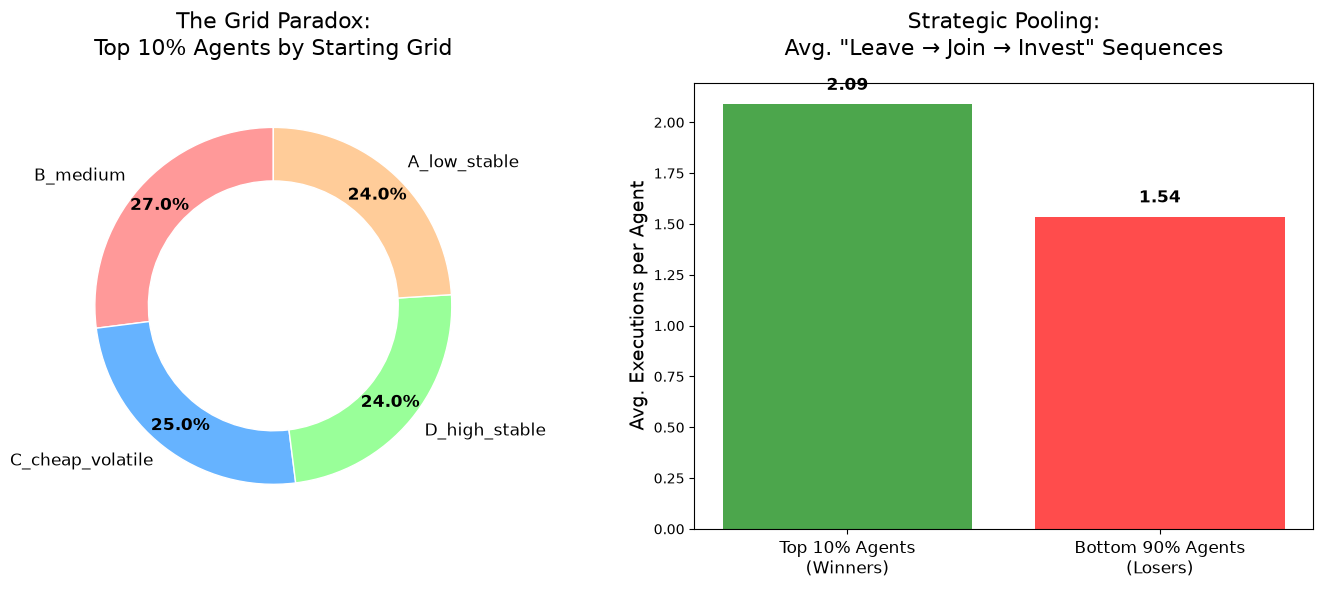 The Grid Paradox:
Top 10% Agents by Starting Grid
B_medium
27.0%
A_low_stable
24.0%
C_cheap_volatile
25.0%
D_high_stable
24.0%
Strategic Pooling:
Avg. "Leave → Join → Invest" Sequences
Avg. Executions per Agent
2.00
1.75
1.50
1.25
1.00
0.75
0.50
0.25
0.00
2.09
1.54
Top 10% Agents
(Winners)
Bottom 90% Agents
(Losers)